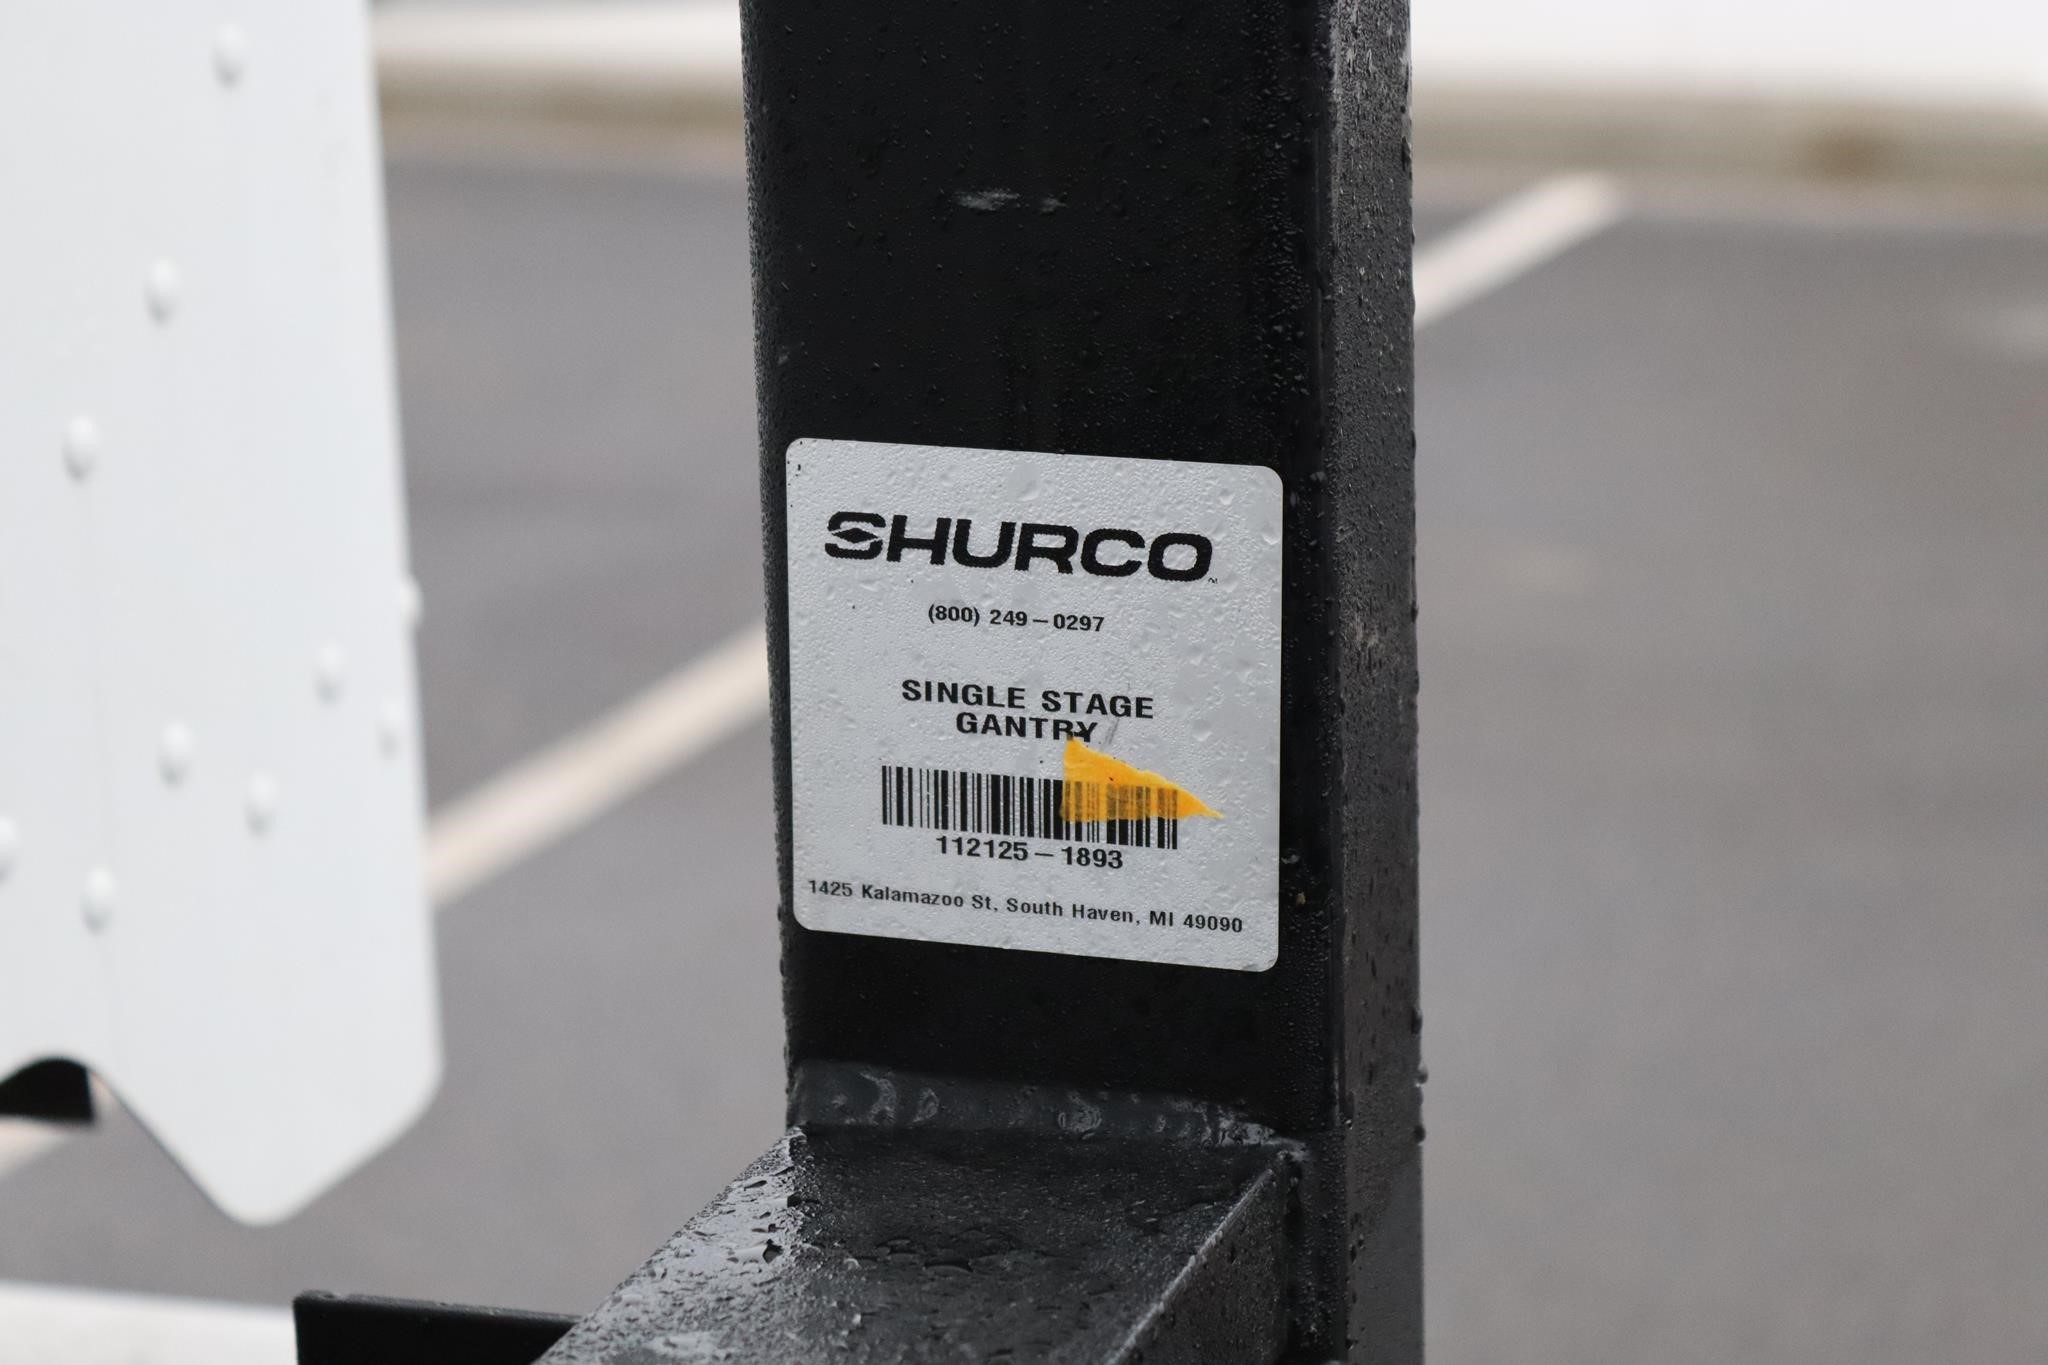 SHURCO
(800) 249-0297
SINGLE STAGE
GANTRY
112125-1893
1425 Kalamazoo St, South Haven, MI 49090